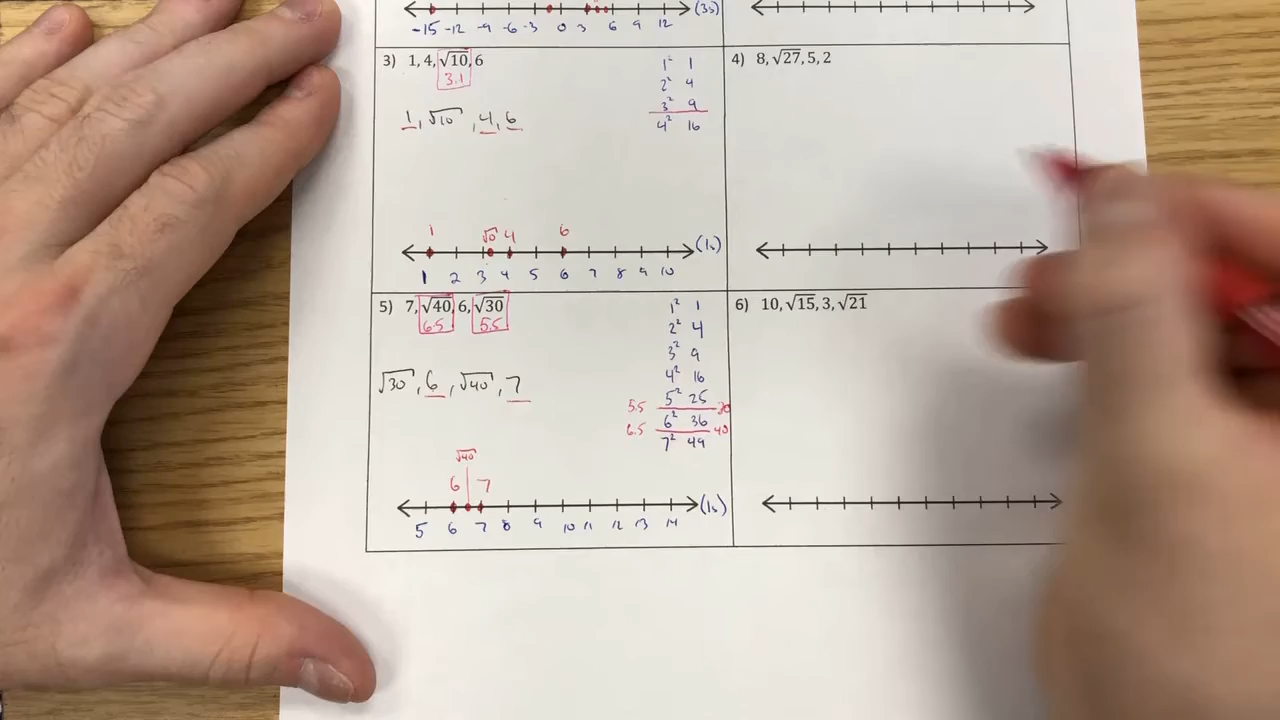 -15 -12 -9 -6 -3 0 3 6 9 12 (3s)
3) 1, 4, √10, 6
3.1
1² 1
2² 4
3² 9
4² 16
1, √10, 4, 6
1 √10 4 6
(1s)
1 2 3 4 5 6 7 8 9 10
4) 8, √27, 5, 2
5) 7, √40, 6, √30
6.5 5.5
1² 1
2² 4
3² 9
4² 16
5² 25
5.5 30
6² 36
6.5 40
7² 49
√30, 6, √40, 7
√40
6 7
(1s)
5 6 7 8 9 10 11 12 13 14
6) 10, √15, 3, √21